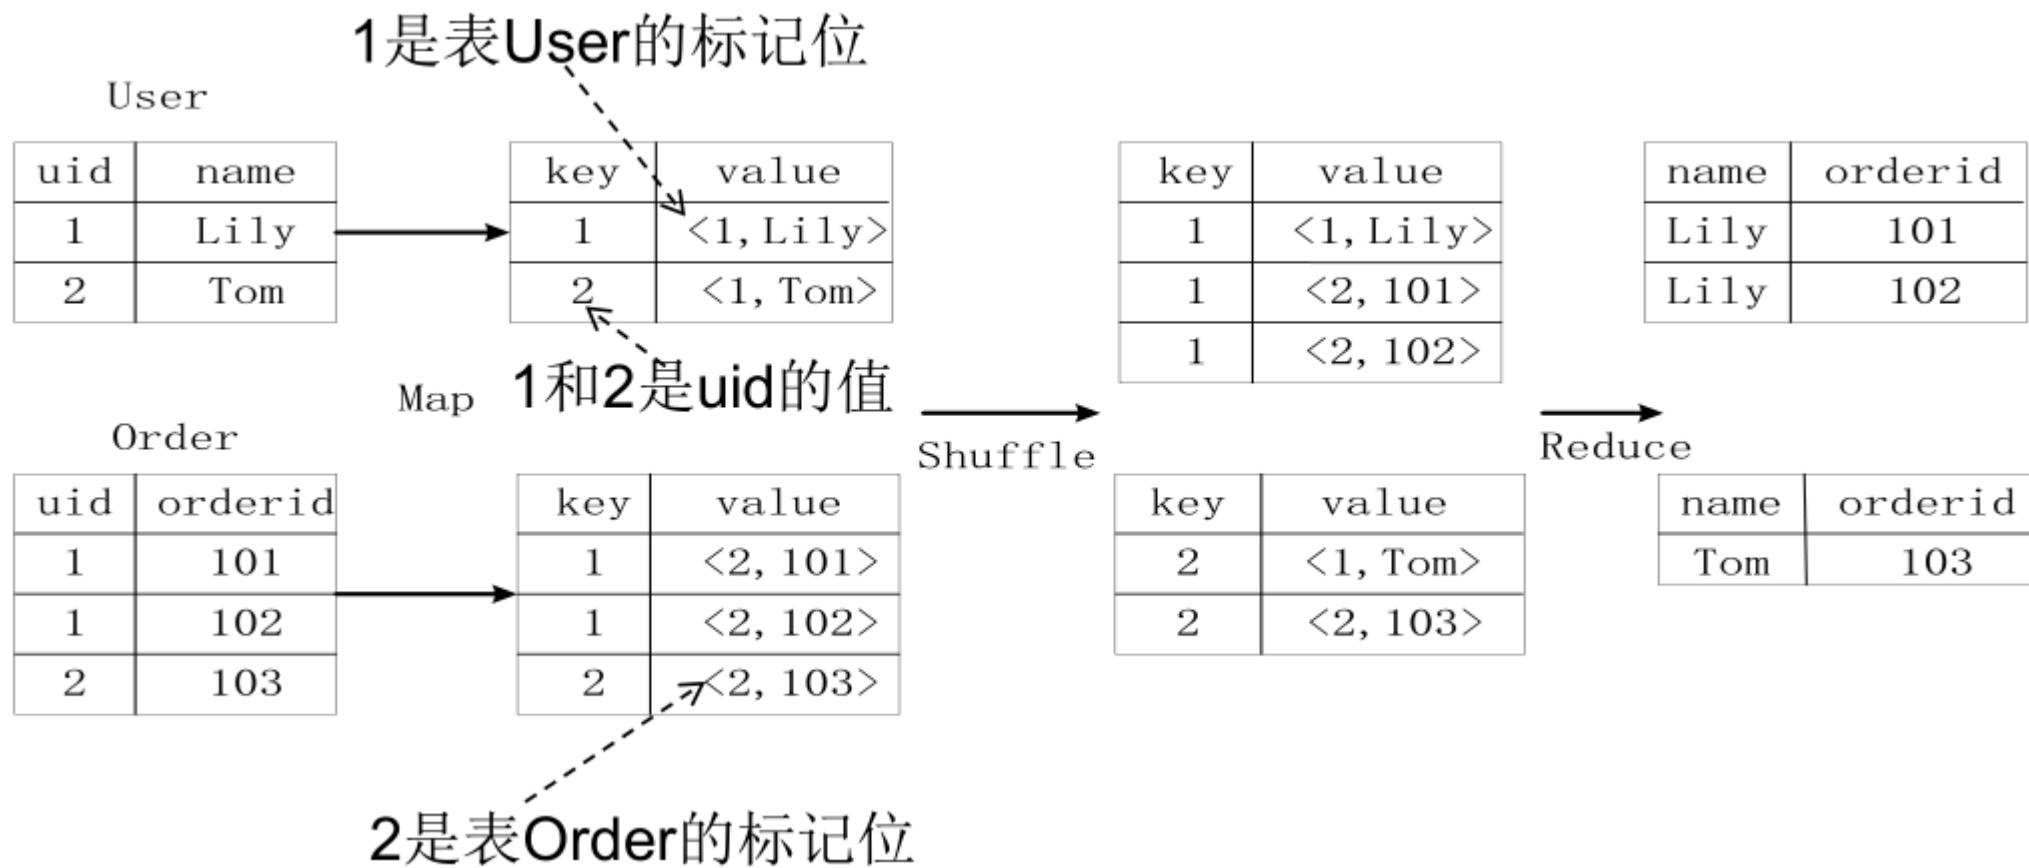 1是表User的标记位
User
uid name
1 Lily
2 Tom
key value
1 <1,Lily>
2 <1,Tom>
1和2是uid的值
Map
Order
uid orderid
1 101
1 102
2 103
key value
1 <2,101>
1 <2,102>
2 <2,103>
2是表Order的标记位
Shuffle
key value
1 <1,Lily>
1 <2,101>
1 <2,102>
key value
2 <1,Tom>
2 <2,103>
Reduce
name orderid
Lily 101
Lily 102
name orderid
Tom 103